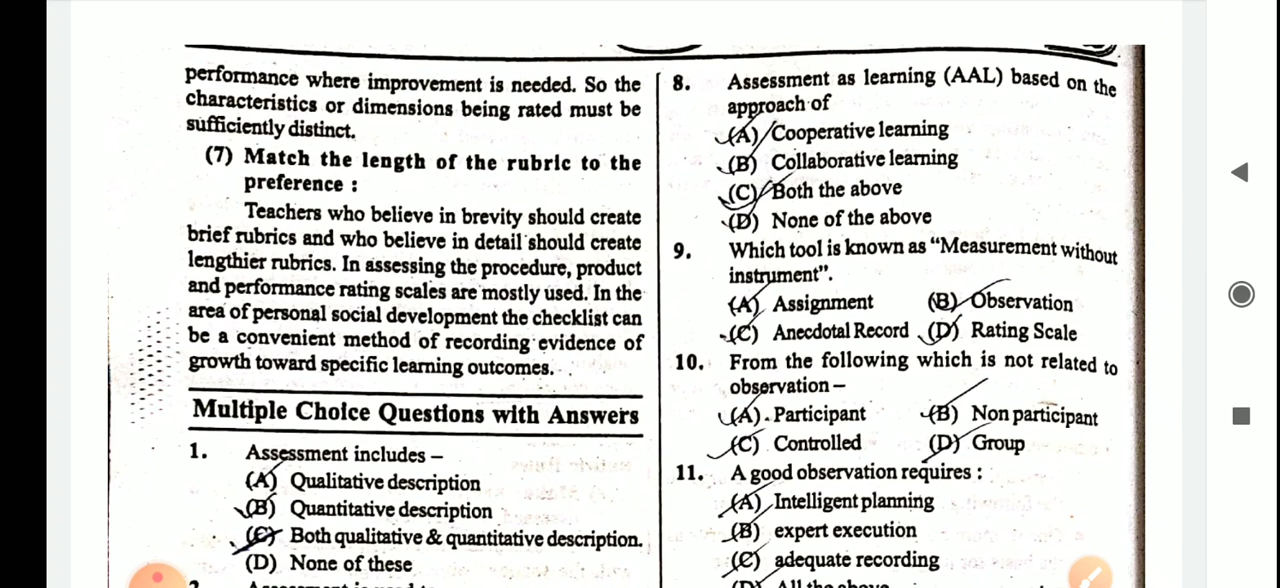 performance where improvement is needed. So the
characteristics or dimensions being rated must be
sufficiently distinct.
(7) Match the length of the rubric to the
preference :
Teachers who believe in brevity should create
brief rubrics and who believe in detail should create
lengthier rubrics. In assessing the procedure, product
and performance rating scales are mostly used. In the
area of personal social development the checklist can
be a convenient method of recording evidence of
growth toward specific learning outcomes.
Multiple Choice Questions with Answers
1. Assessment includes –
(A) Qualitative description
(B) Quantitative description
(C) Both qualitative & quantitative description.
(D) None of these
8. Assessment as learning (AAL) based on the
approach of
(A) Cooperative learning
(B) Collaborative learning
(C) Both the above
(D) None of the above
9. Which tool is known as “Measurement without
instrument”.
(A) Assignment (B) Observation
(C) Anecdotal Record (D) Rating Scale
10. From the following which is not related to
observation –
(A) Participant (B) Non participant
(C) Controlled (D) Group
11. A good observation requires :
(A) Intelligent planning
(B) expert execution
(C) adequate recording
(D) All the above